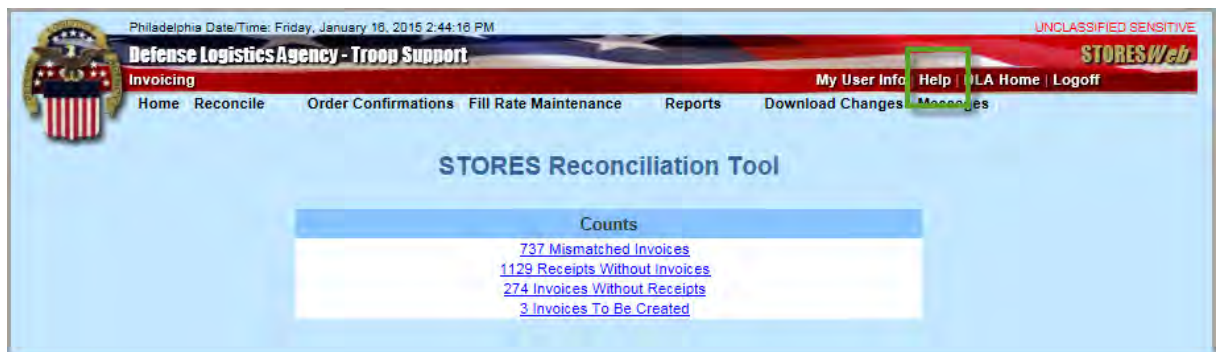 Philadelphia Date/Time: Friday, January 16, 2015 2:44:16 PM UNCLASSIFIED SENSITIVE
Defense Logistics Agency - Troop Support STORESWeb
Invoicing My User Info | Help | DLA Home | Logoff
Home Reconcile Order Confirmations Fill Rate Maintenance Reports Download Changes Messages
STORES Reconciliation Tool
Counts
737 Mismatched Invoices
1129 Receipts Without Invoices
274 Invoices Without Receipts
3 Invoices To Be Created